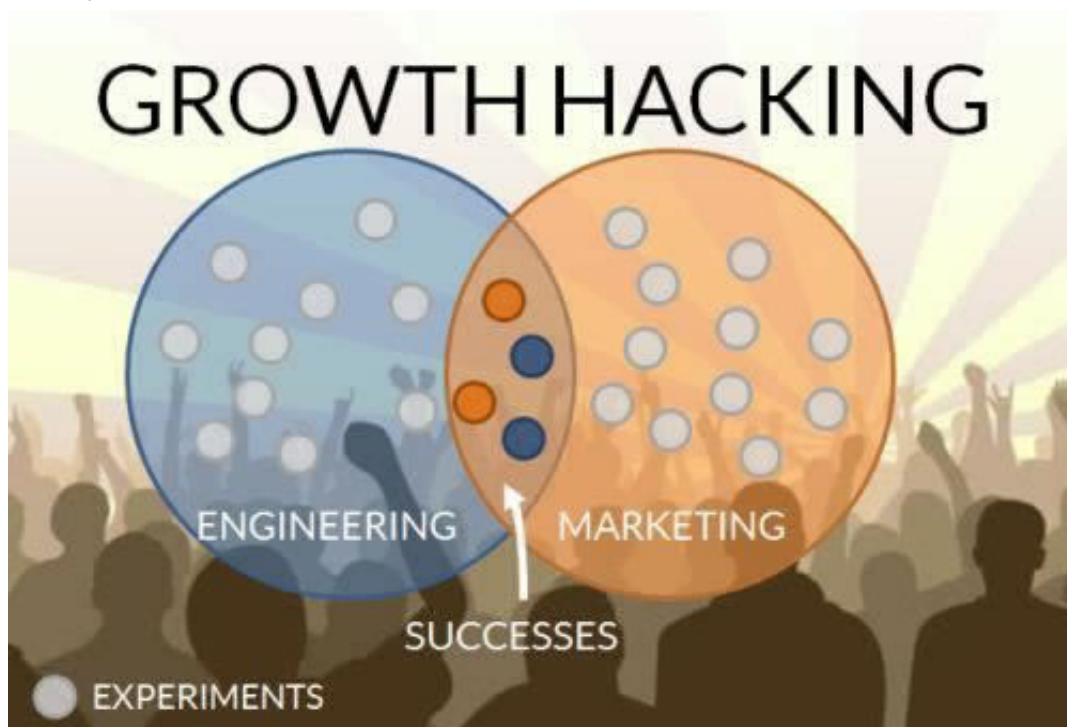 GROWTH HACKING
ENGINEERING
MARKETING
SUCCESSES
EXPERIMENTS